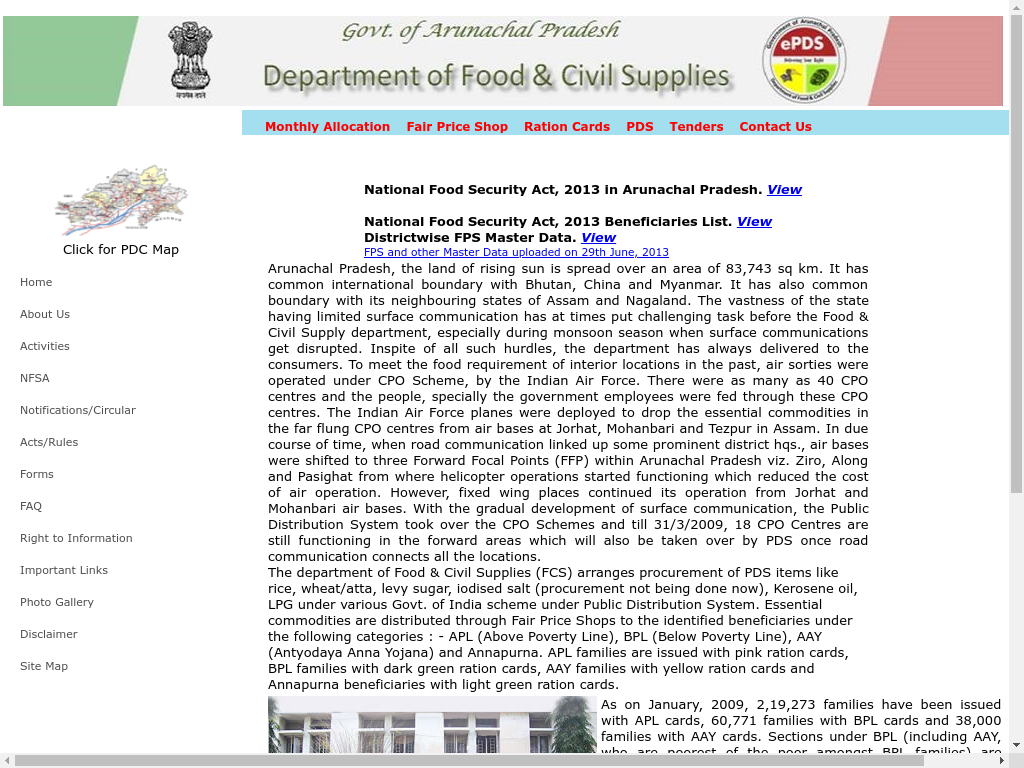 Govt. of Arunachal Pradesh
Department of Food & Civil Supplies
ePDS
Monthly Allocation Fair Price Shop Ration Cards PDS Tenders Contact Us
Click for PDC Map
Home
About Us
Activities
NFSA
Notifications/Circular
Acts/Rules
Forms
FAQ
Right to Information
Important Links
Photo Gallery
Disclaimer
Site Map
National Food Security Act, 2013 in Arunachal Pradesh. View
National Food Security Act, 2013 Beneficiaries List. View
Districtwise FPS Master Data. View
FPS and other Master Data uploaded on 29th June, 2013
Arunachal Pradesh, the land of rising sun is spread over an area of 83,743 sq km. It has
common international boundary with Bhutan, China and Myanmar. It has also common
boundary with its neighbouring states of Assam and Nagaland. The vastness of the state
having limited surface communication has at times put challenging task before the Food &
Civil Supply department, especially during monsoon season when surface communications
get disrupted. Inspite of all such hurdles, the department has always delivered to the
consumers. To meet the food requirement of interior locations in the past, air sorties were
operated under CPO Scheme, by the Indian Air Force. There were as many as 40 CPO
centres and the people, specially the government employees were fed through these CPO
centres. The Indian Air Force planes were deployed to drop the essential commodities in
the far flung CPO centres from air bases at Jorhat, Mohanbari and Tezpur in Assam. In due
course of time, when road communication linked up some prominent district hqs., air bases
were shifted to three Forward Focal Points (FFP) within Arunachal Pradesh viz. Ziro, Along
and Pasighat from where helicopter operations started functioning which reduced the cost
of air operation. However, fixed wing places continued its operation from Jorhat and
Mohanbari air bases. With the gradual development of surface communication, the Public
Distribution System took over the CPO Schemes and till 31/3/2009, 18 CPO Centres are
still functioning in the forward areas which will also be taken over by PDS once road
communication connects all the locations.
The department of Food & Civil Supplies (FCS) arranges procurement of PDS items like
rice, wheat/atta, levy sugar, iodised salt (procurement not being done now), Kerosene oil,
LPG under various Govt. of India scheme under Public Distribution System. Essential
commodities are distributed through Fair Price Shops to the identified beneficiaries under
the following categories : - APL (Above Poverty Line), BPL (Below Poverty Line), AAY
(Antyodaya Anna Yojana) and Annapurna. APL families are issued with pink ration cards,
BPL families with dark green ration cards, AAY families with yellow ration cards and
Annapurna beneficiaries with light green ration cards.
As on January, 2009, 2,19,273 families have been issued
with APL cards, 60,771 families with BPL cards and 38,000
families with AAY cards. Sections under BPL (including AAY,
who are poorest of the poor amongst BPL families) are